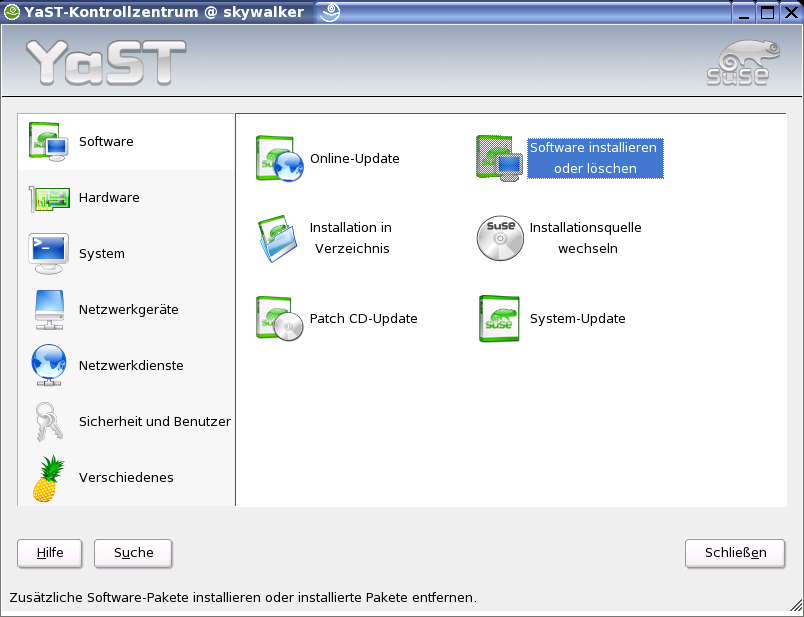 YaST-Kontrollzentrum @ skywalker
YaST
SUSE
Software
Hardware
System
Netzwerkgeräte
Netzwerkdienste
Sicherheit und Benutzer
Verschiedenes
Online-Update
Software installieren
oder löschen
Installation in
Verzeichnis
SUSE
Installationsquelle
wechseln
Patch CD-Update
SUSE
System-Update
Hilfe
Suche
Schließen
Zusätzliche Software-Pakete installieren oder installierte Pakete entfernen.